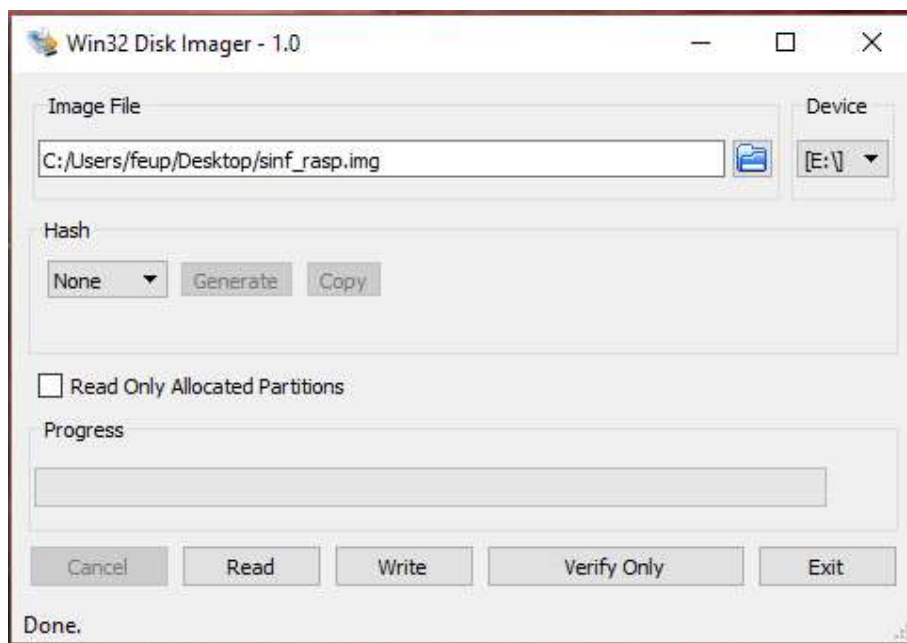 Win32 Disk Imager - 1.0
Image File
Device
C:/Users/feup/Desktop/sinf_rasp.img
[E:\]
Hash
None
Generate
Copy
Read Only Allocated Partitions
Progress
Cancel
Read
Write
Verify Only
Exit
Done.